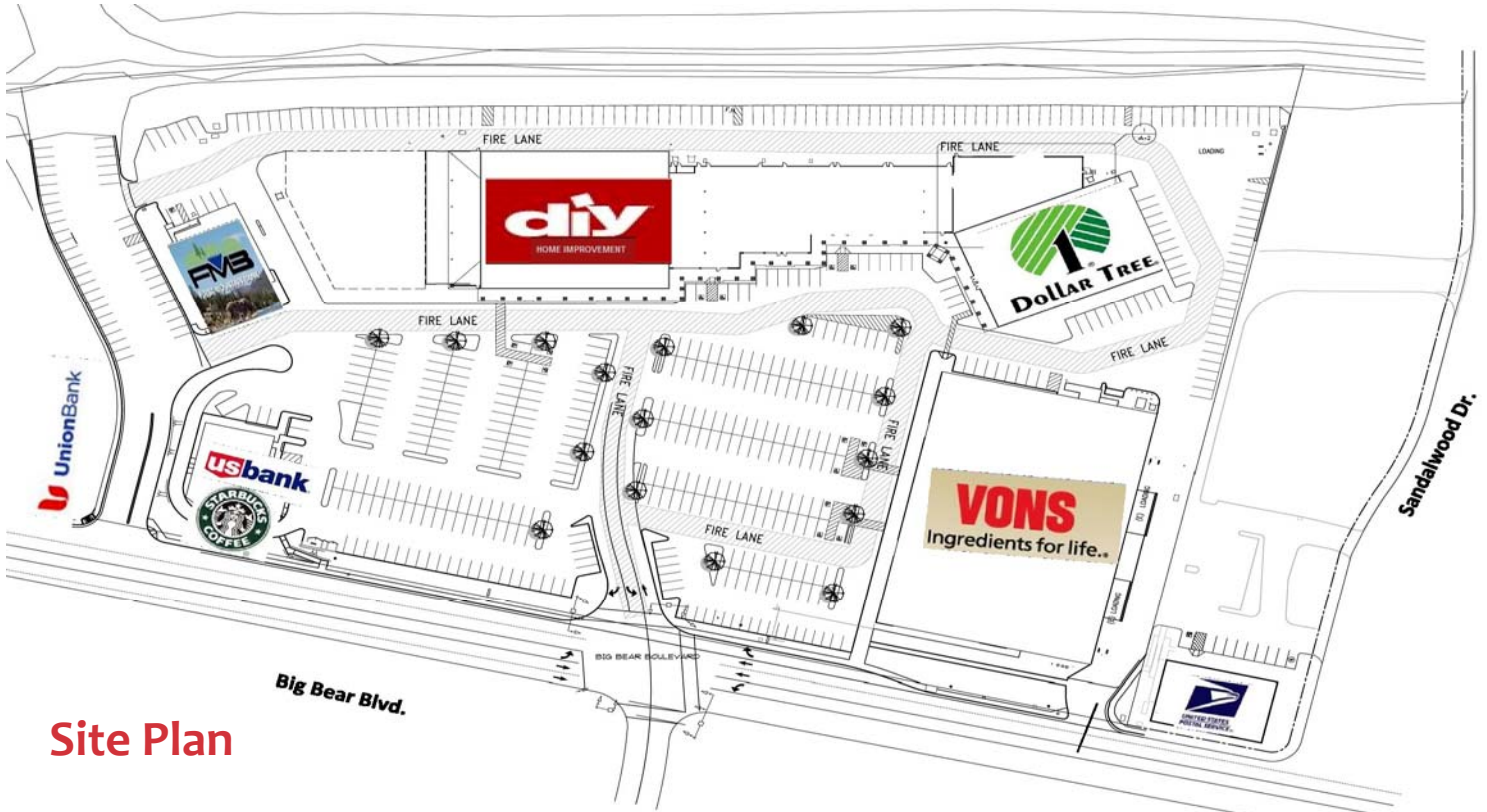 FIRE LANE
FIRE LANE
LOADING
diy
HOME IMPROVEMENT
DOLLAR TREE
FMB
FIRE LANE
FIRE LANE
FIRE LANE
FIRE LANE
UnionBank
usbank
STARBUCKS
COFFEE
VONS
Ingredients for life.
LOADING
FIRE LANE
LOADING
Sandalwood Dr.
BIG BEAR BOULEVARD
Big Bear Blvd.
UNITED STATES
POSTAL SERVICE
Site Plan